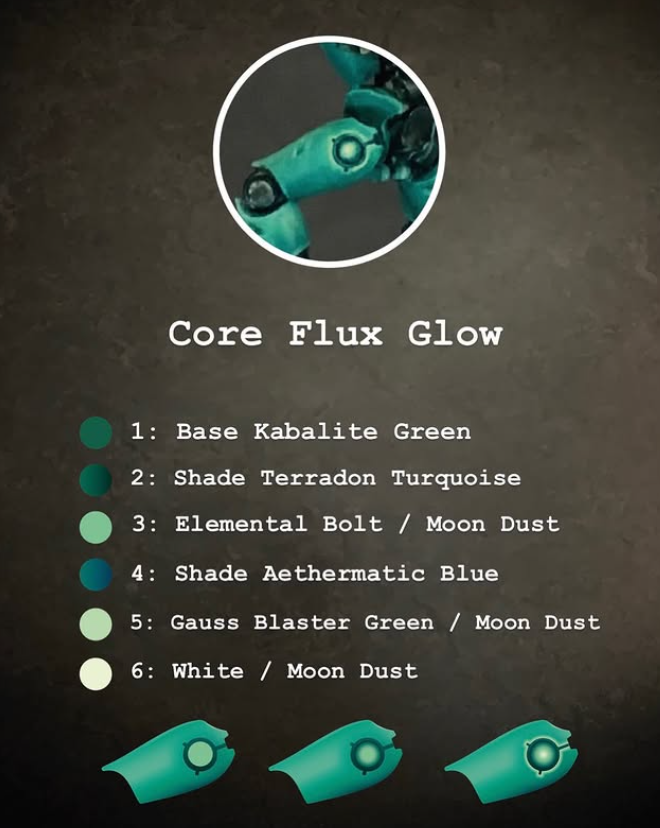 Core Flux Glow
1: Base Kabalite Green
2: Shade Terradon Turquoise
3: Elemental Bolt / Moon Dust
4: Shade Aethermatic Blue
5: Gauss Blaster Green / Moon Dust
6: White / Moon Dust